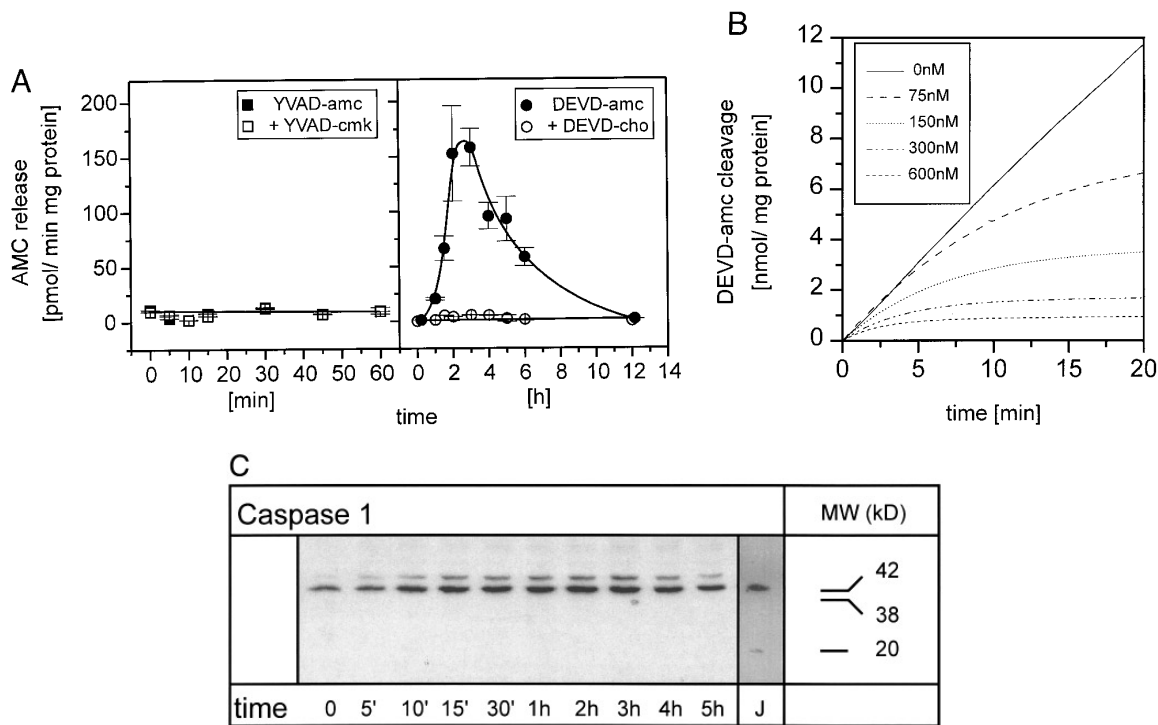 A
AMC release
[pmol/ min mg protein]
200
150
100
50
0
YVAD-amc
+ YVAD-cmk
DEVD-amc
+ DEVD-cho
0 10 20 30 40 50 60
[min]
0 2 4 6 8 10 12 14
[h]
time
B
DEVD-amc cleavage
[nmol/ mg protein]
12
10
8
6
4
2
0
0nM
75nM
150nM
300nM
600nM
0 5 10 15 20
time [min]
C
Caspase 1
MW (kD)
42
38
20
time 0 5' 10' 15' 30' 1h 2h 3h 4h 5h J